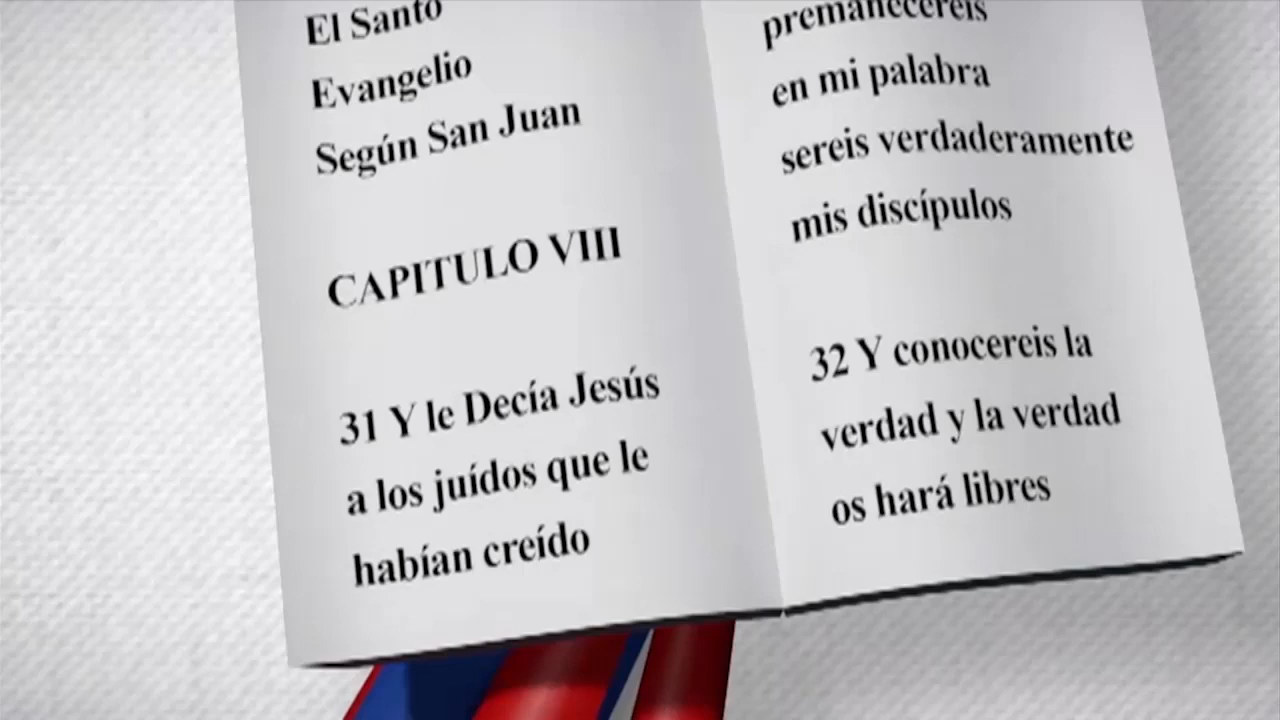 El Santo
Evangelio
Según San Juan
CAPITULO VIII
31 Y le Decía Jesús
a los juídos que le
habían creído
premanecereis
en mi palabra
sereis verdaderamente
mis discípulos
32 Y conocereis la
verdad y la verdad
os hará libres